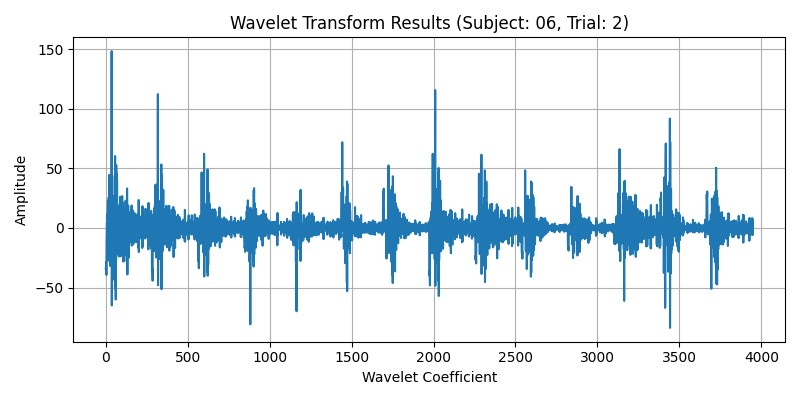 Wavelet Transform Results (Subject: 06, Trial: 2)
150
100
50
0
−50
Amplitude
0 500 1000 1500 2000 2500 3000 3500 4000
Wavelet Coefficient